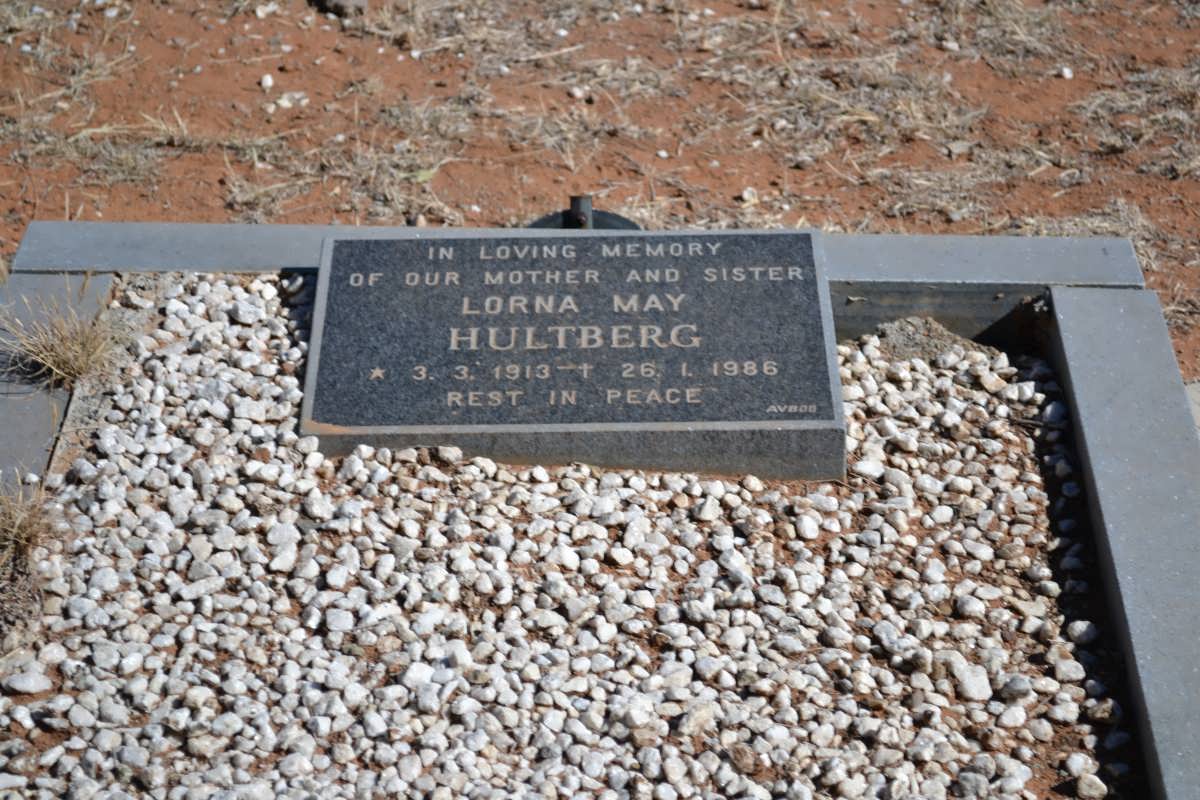 IN LOVING MEMORY
OF OUR MOTHER AND SISTER
LORNA MAY
HULTBERG
★ 3. 3. 1913 – † 26. 1. 1986
REST IN PEACE
AVBOB